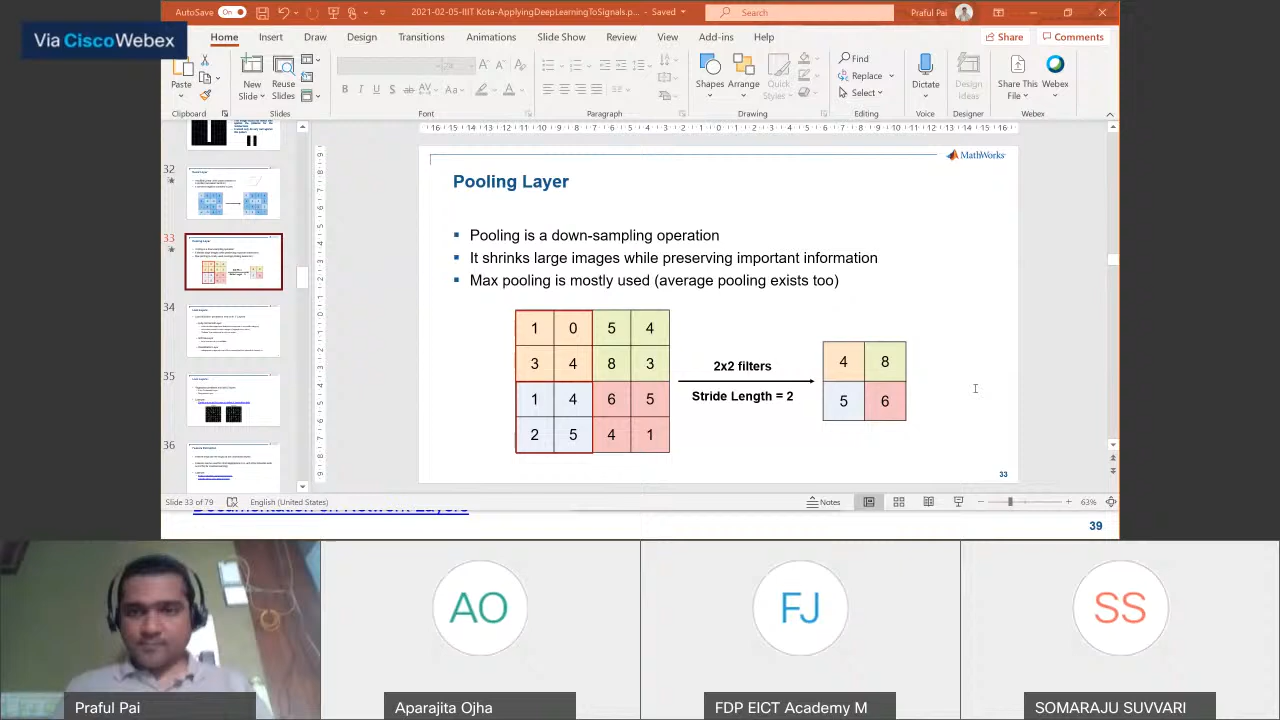 AutoSave On
2021-02-05-IIIT Kota-ApplyingDeepLearningToSIgnals.p... - Saved
Search
Praful Pai
Via CiscoWebex
Home Insert Draw Design Transitions Animations Slide Show Review View Add-ins Help Share Comments
Paste
New Slide
Reuse Slides
Shapes Arrange Quick Styles
Find
Replace
Select
Dictate
Design Ideas
Share This File
Webex
Clipboard Slides Font Paragraph Drawing Editing Voice Designer Webex
MathWorks
Pooling Layer
Pooling is a down-sampling operation
It shrinks large images while preserving important information
Max pooling is mostly used (average pooling exists too)
1 0 5
3 4 8 3
1 4 6
2 5 4
2x2 filters
Stride Length = 2
4 8
5 6
33
32
33
34
35
36
Slide 33 of 79 English (United States) Notes 63%
Documentation on Network Layers
39
AO FJ SS
Praful Pai Aparajita Ojha FDP EICT Academy M SOMARAJU SUVVARI